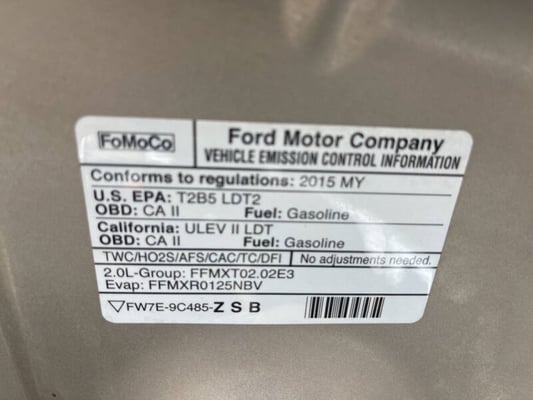 FoMoCo
Ford Motor Company
VEHICLE EMISSION CONTROL INFORMATION
Conforms to regulations: 2015 MY
U.S. EPA: T2B5 LDT2
OBD: CA II Fuel: Gasoline
California: ULEV II LDT
OBD: CA II Fuel: Gasoline
TWC/HO2S/AFS/CAC/TC/DFI No adjustments needed.
2.0L-Group: FFMXT02.02E3
Evap: FFMXR0125NBV
FW7E-9C485-Z S B